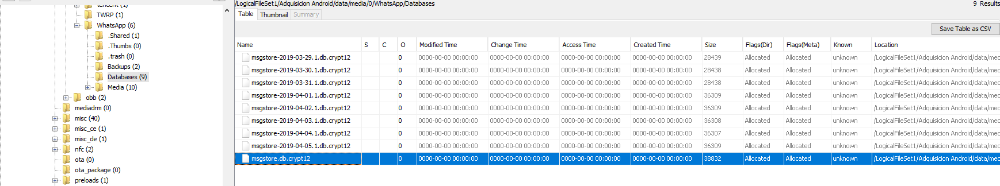 tencent (1)
TWRP (1)
WhatsApp (6)
.Shared (1)
.Thumbs (0)
.trash (0)
Backups (2)
Databases (9)
Media (10)
obb (2)
mediadrm (0)
misc (40)
misc_ce (1)
misc_de (1)
nfc (2)
ota (0)
ota_package (0)
preloads (1)
/LogicalFileSet1/Adquisicion Android/data/media/0/WhatsApp/Databases 9 Results
Table Thumbnail Summary
Save Table as CSV
Name S C O Modified Time Change Time Access Time Created Time Size Flags(Dir) Flags(Meta) Known Location
msgstore-2019-03-29.1.db.crypt12 0 0000-00-00 00:00:00 0000-00-00 00:00:00 0000-00-00 00:00:00 0000-00-00 00:00:00 28439 Allocated Allocated unknown /LogicalFileSet1/Adquisicion Android/data/med
msgstore-2019-03-30.1.db.crypt12 0 0000-00-00 00:00:00 0000-00-00 00:00:00 0000-00-00 00:00:00 0000-00-00 00:00:00 28438 Allocated Allocated unknown /LogicalFileSet1/Adquisicion Android/data/med
msgstore-2019-03-31.1.db.crypt12 0 0000-00-00 00:00:00 0000-00-00 00:00:00 0000-00-00 00:00:00 0000-00-00 00:00:00 28438 Allocated Allocated unknown /LogicalFileSet1/Adquisicion Android/data/med
msgstore-2019-04-01.1.db.crypt12 0 0000-00-00 00:00:00 0000-00-00 00:00:00 0000-00-00 00:00:00 0000-00-00 00:00:00 36309 Allocated Allocated unknown /LogicalFileSet1/Adquisicion Android/data/med
msgstore-2019-04-02.1.db.crypt12 0 0000-00-00 00:00:00 0000-00-00 00:00:00 0000-00-00 00:00:00 0000-00-00 00:00:00 36309 Allocated Allocated unknown /LogicalFileSet1/Adquisicion Android/data/med
msgstore-2019-04-03.1.db.crypt12 0 0000-00-00 00:00:00 0000-00-00 00:00:00 0000-00-00 00:00:00 0000-00-00 00:00:00 36308 Allocated Allocated unknown /LogicalFileSet1/Adquisicion Android/data/med
msgstore-2019-04-04.1.db.crypt12 0 0000-00-00 00:00:00 0000-00-00 00:00:00 0000-00-00 00:00:00 0000-00-00 00:00:00 36307 Allocated Allocated unknown /LogicalFileSet1/Adquisicion Android/data/med
msgstore-2019-04-05.1.db.crypt12 0 0000-00-00 00:00:00 0000-00-00 00:00:00 0000-00-00 00:00:00 0000-00-00 00:00:00 36309 Allocated Allocated unknown /LogicalFileSet1/Adquisicion Android/data/med
msgstore.db.crypt12 0 0000-00-00 00:00:00 0000-00-00 00:00:00 0000-00-00 00:00:00 0000-00-00 00:00:00 38832 Allocated Allocated unknown /LogicalFileSet1/Adquisicion Android/data/med